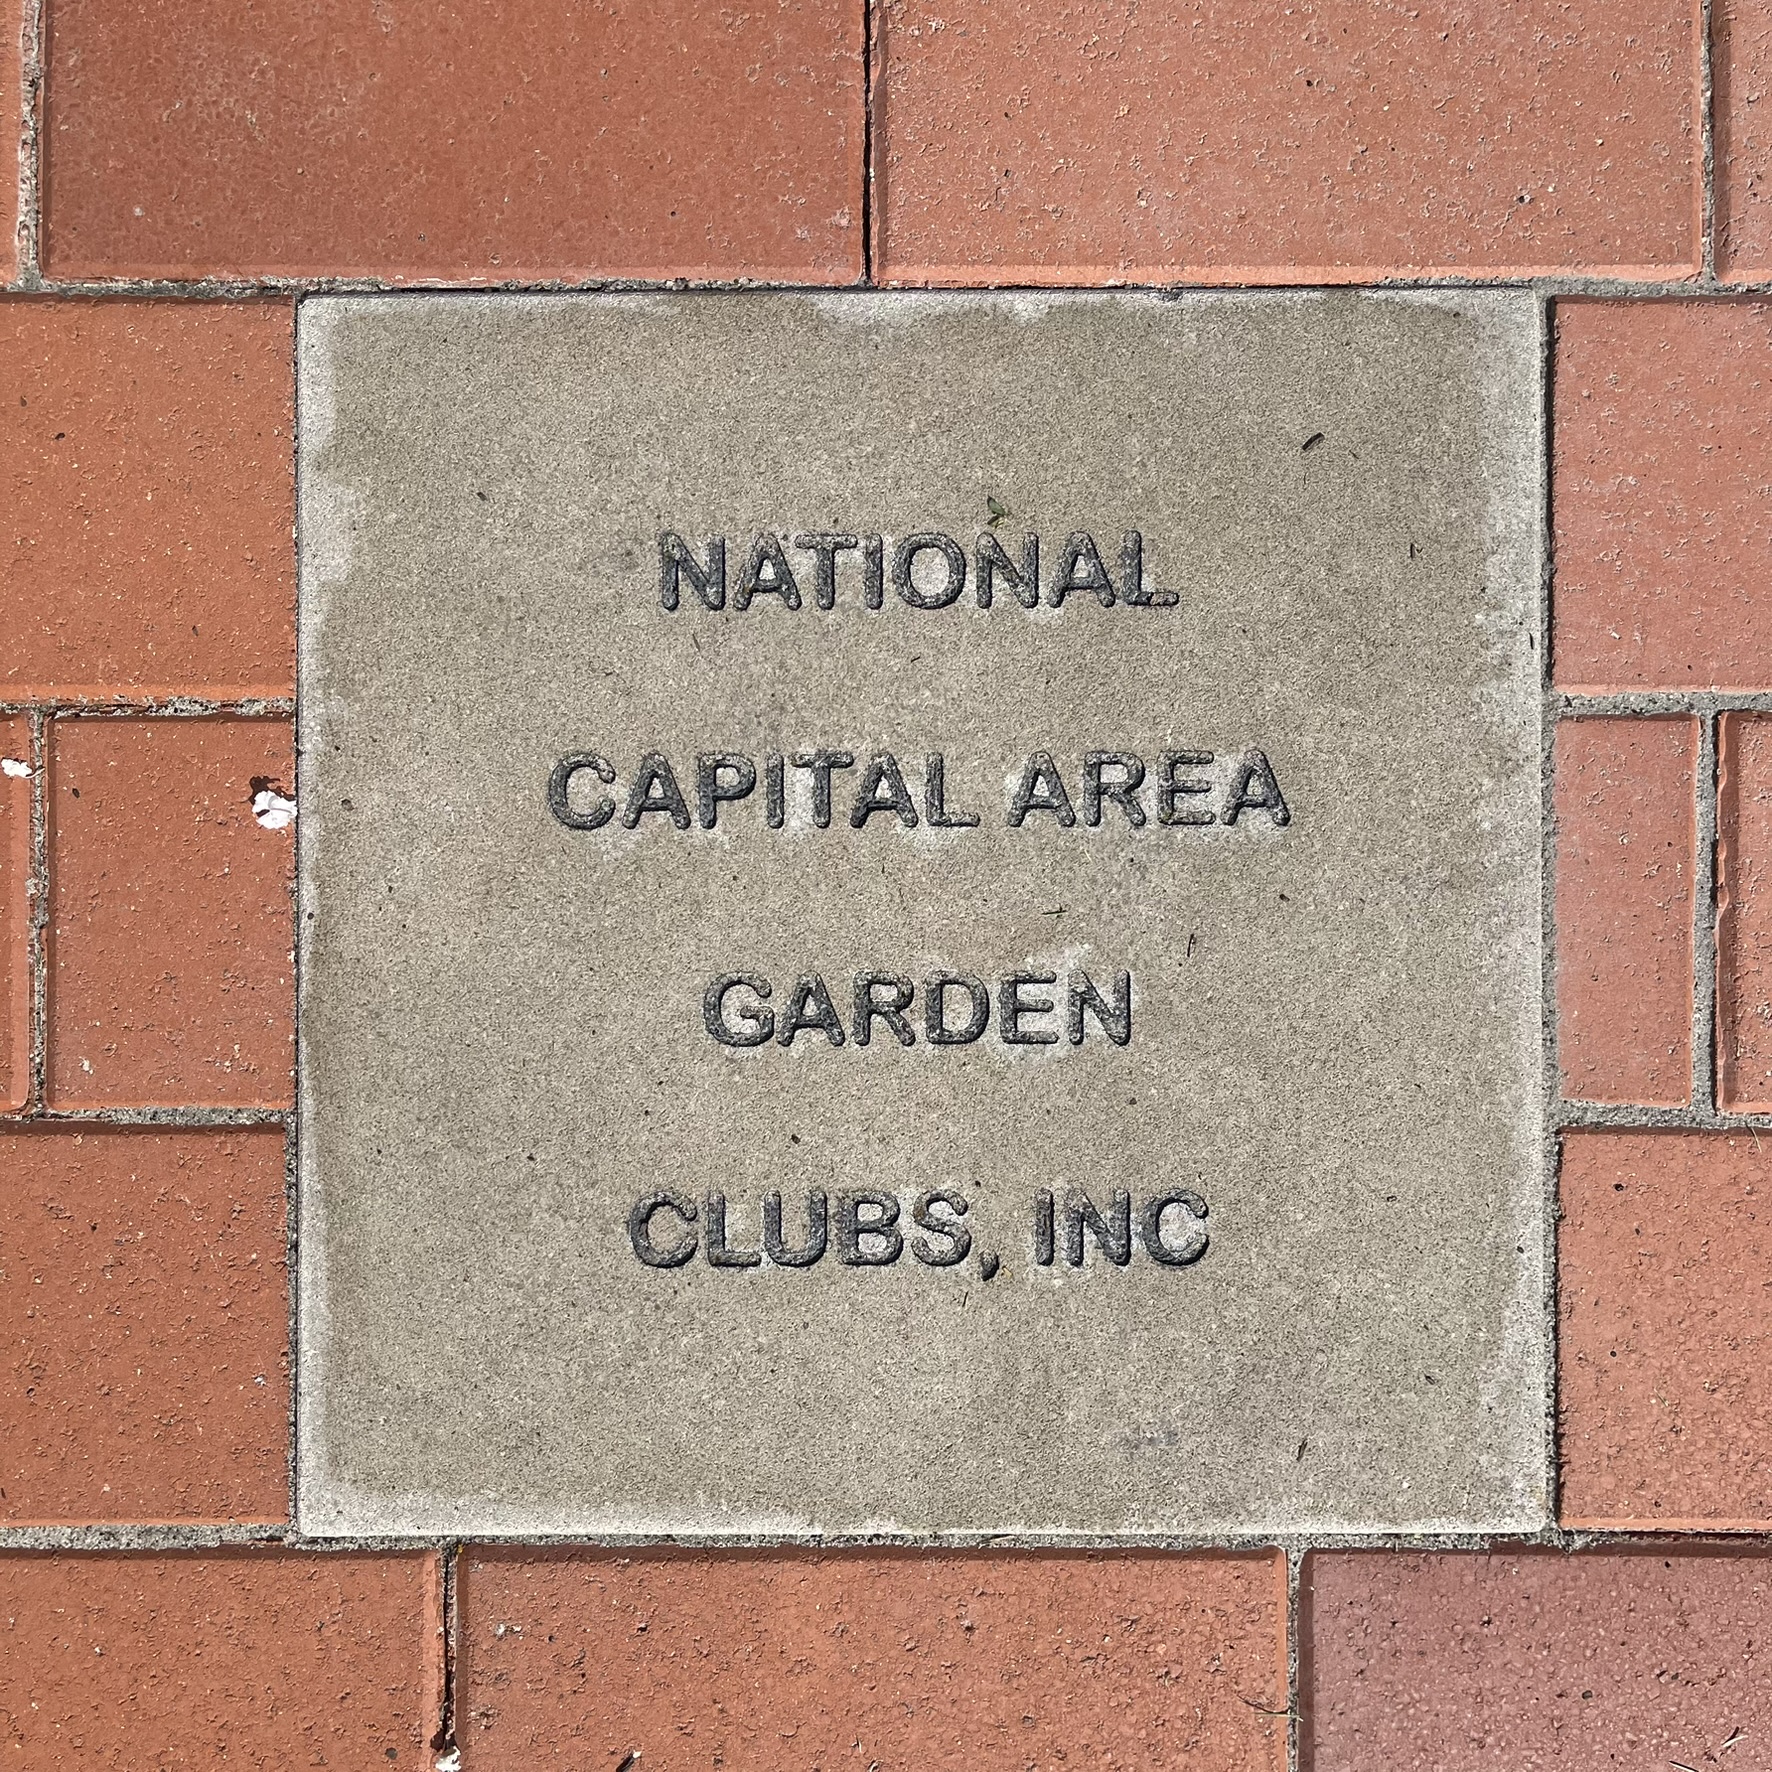 NATIONAL
CAPITAL AREA
GARDEN
CLUBS, INC